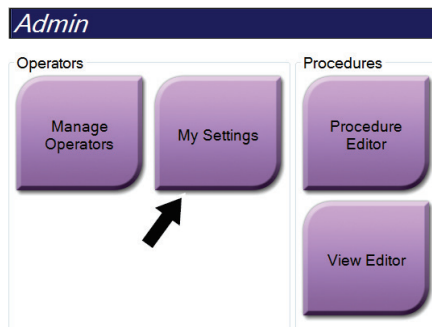 Admin
Operators
Procedures
Manage
Operators
My Settings
Procedure
Editor
View Editor